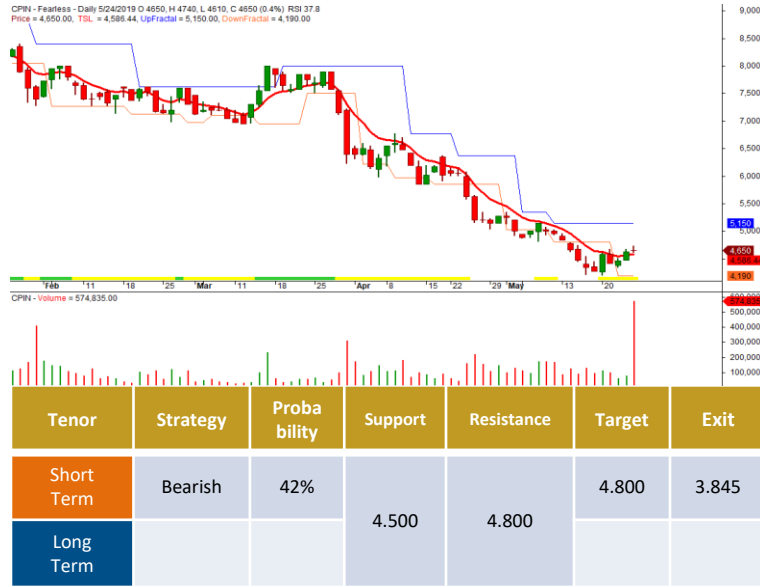 CPIN - Fearless - Daily 5/24/2019 O 4650, H 4740, L 4610, C 4650 (0.4%) RSI 37.8
Price = 4,650.00, TSL = 4,586.44, UpFractal = 5,150.00, DownFractal = 4,190.00
9,000
8,500
8,000
7,500
7,000
6,500
6,000
5,500
5,150
5,000
4,650
4,190
Feb 11 18 25 Mar 11 18 25 Apr 8 15 22 29 May 13 20
CPIN - Volume = 574,835.00
574,835
400,000
300,000
200,000
100,000
Tenor Strategy Proba bility Support Resistance Target Exit
Short Term Bearish 42% 4.500 4.800 4.800 3.845
Long Term